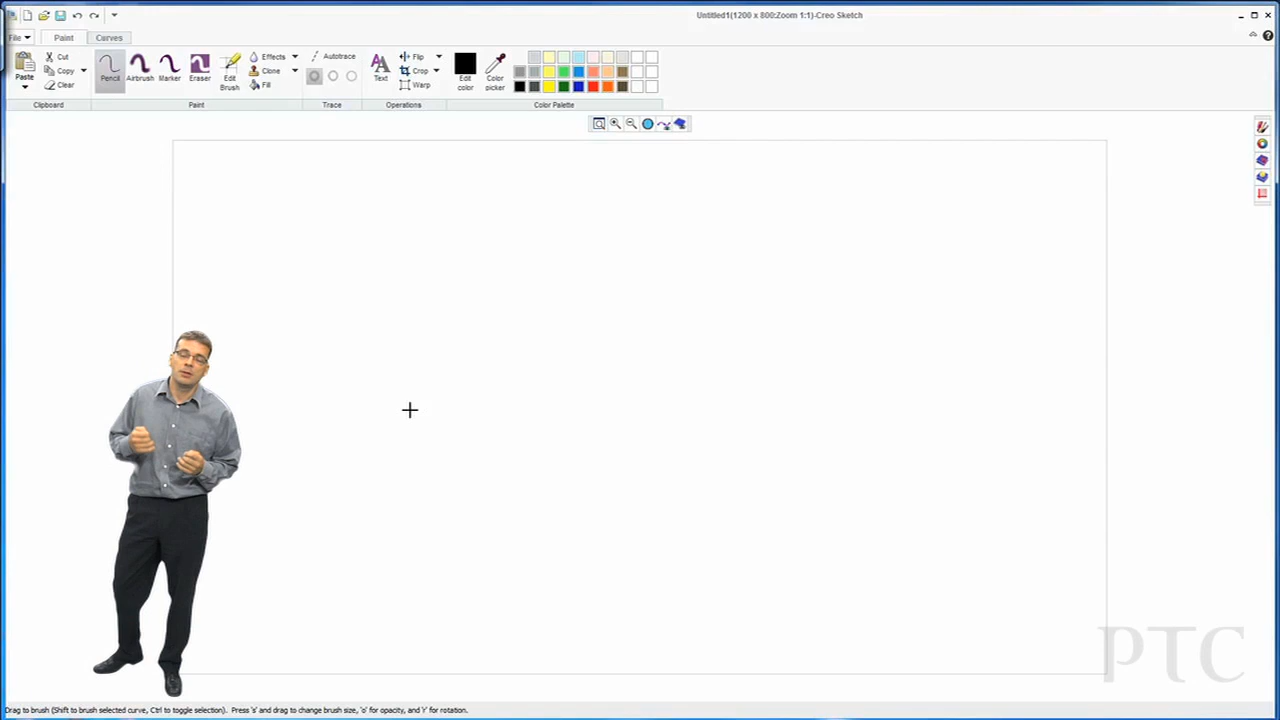 Untitled1(1200 x 800:Zoom 1:1)-Creo Sketch
File Paint Curves
Paste Cut Copy Clear
Pencil Airbrush Marker Eraser Edit Brush Effects Clone Fill
Autotrace
Text Flip Crop Warp
Edit color Color picker
Clipboard Paint Trace Operations Color Palette
PTC
Drag to brush (Shift to brush selected curve, Ctrl to toggle selection). Press 's' and drag to change brush size, 'o' for opacity, and 'r' for rotation.